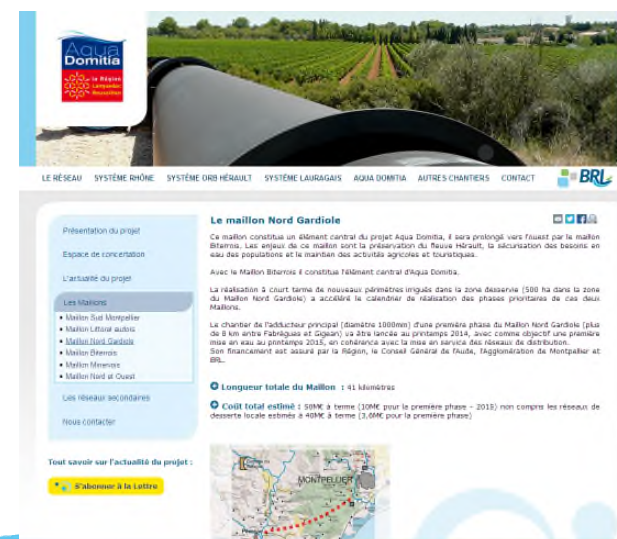 Aqua
Domitia
la Région
Languedoc
Roussillon
LE RÉSEAU SYSTÈME RHÔNE SYSTÈME ORB HÉRAULT SYSTÈME LAURAGAIS AQUA DOMITIA AUTRES CHANTIERS CONTACT BRL
Présentation du projet
Espace de concertation
L'actualité du projet
Les Maillons
Maillon Sud Montpellier
Maillon Littoral audois
Maillon Nord Gardiole
Maillon Biterrois
Maillon Minervois
Maillon Nord et Ouest
Les réseaux secondaires
Nous contacter
Tout savoir sur l'actualité du projet :
S'abonner à la Lettre
Le maillon Nord Gardiole
Ce maillon constitue un élément central du projet Aqua Domitia, il sera prolongé vers l'ouest par le maillon
Biterrois. Les enjeux de ce maillon sont la préservation du fleuve Hérault, la sécurisation des besoins en
eau des populations et le maintien des activités agricoles et touristiques.
Avec le Maillon Biterrois il constitue l'élément central d'Aqua Domitia.
La réalisation à court terme de nouveaux périmètres irrigués dans la zone desservie (500 ha dans la zone
du Maillon Nord Gardiole) a accéléré le calendrier de réalisation des phases prioritaires de ces deux
Maillons.
Le chantier de l'adducteur principal (diamètre 1000mm) d'une première phase du Maillon Nord Gardiole (plus
de 8 km entre Fabrègues et Gigean) va être lancée au printemps 2014, avec comme objectif une première
mise en eau au printemps 2015, en cohérence avec la mise en service des réseaux de distribution.
Son financement est assuré par la Région, le Conseil Général de l'Aude, l'Agglomération de Montpellier et
BRL.
Longueur totale du Maillon : 41 kilomètres
Coût total estimé : 50M€ à terme (10M€ pour la première phase - 2015) non compris les réseaux de
desserte locale estimés à 40M€ à terme (3,6M€ pour la première phase)
MONTPELLIER